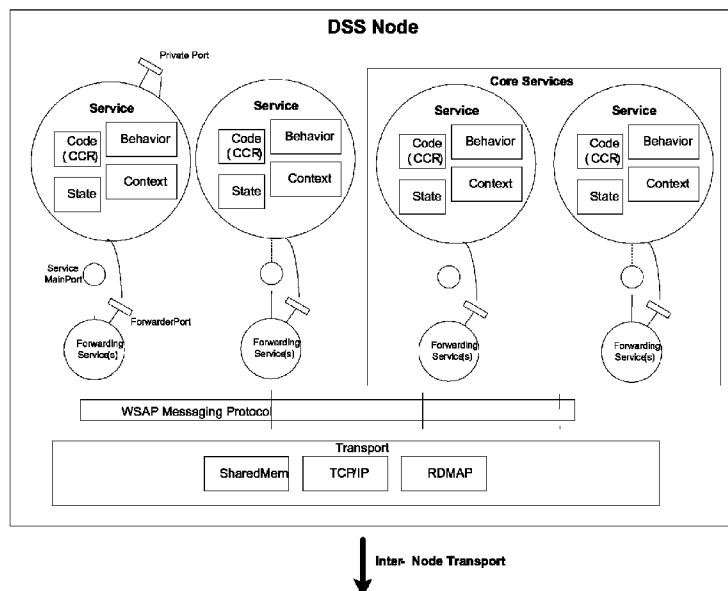 DSS Node
Private Port
Core Services
Service
Service
Service
Service
Code
(CCR)
Behavior
State
Context
Code
(CCR)
Behavior
State
Context
Code
(CCR)
Behavior
State
Context
Code
(CCR)
Behavior
State
Context
Service
MainPort
ForwarderPort
Forwarding
Service(s)
Forwarding
Service(s)
Forwarding
Service(s)
Forwarding
Service(s)
WSAP Messaging Protocol
Transport
SharedMem
TCP/IP
RDMAP
Inter- Node Transport